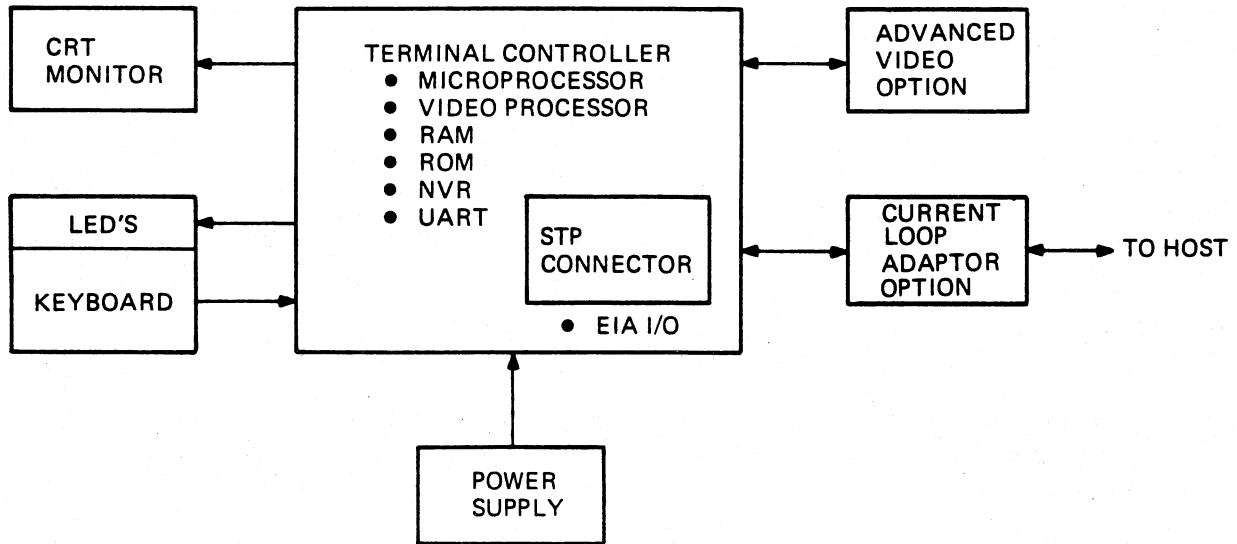 CRT
MONITOR
LED'S
KEYBOARD
TERMINAL CONTROLLER
● MICROPROCESSOR
● VIDEO PROCESSOR
● RAM
● ROM
● NVR
● UART
STP
CONNECTOR
● EIA I/O
POWER
SUPPLY
ADVANCED
VIDEO
OPTION
CURRENT
LOOP
ADAPTOR
OPTION
TO HOST